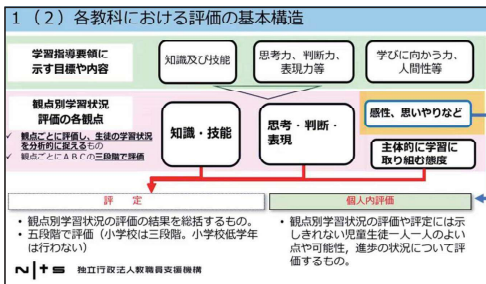 1 (2) 各教科における評価の基本構造
学習指導要領に
示す目標や内容
知識及び技能
思考力、判断力、
表現力等
学びに向かう力、
人間性等
観点別学習状況
評価の各観点
✓ 観点ごとに評価し、生徒の学習状況
を分析的に捉えるもの
✓ 観点ごとにＡＢＣの三段階で評価
知識・技能
思考・判断・
表現
感性、思いやりなど
主体的に学習に
取り組む態度
評 定
・ 観点別学習状況の評価の結果を総括するもの。
・ 五段階で評価（小学校は三段階。小学校低学年
は行わない）
個人内評価
・ 観点別学習状況の評価や評定には示
しきれない児童生徒一人一人のよい
点や可能性，進歩の状況について評
価するもの。
NITS 独立行政法人教職員支援機構